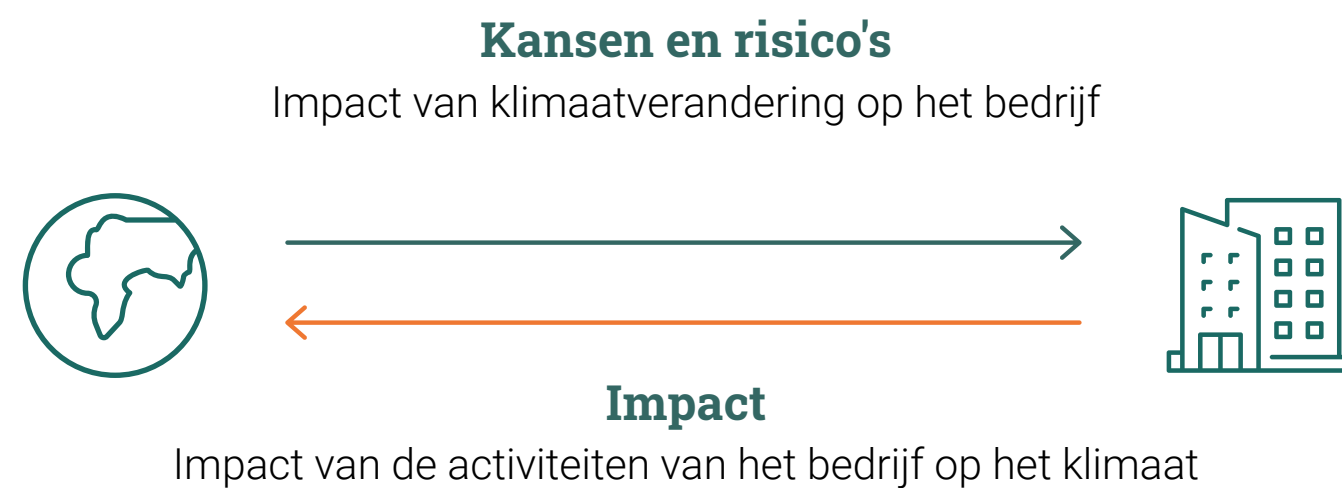 Kansen en risico's
Impact van klimaatverandering op het bedrijf
Impact
Impact van de activiteiten van het bedrijf op het klimaat